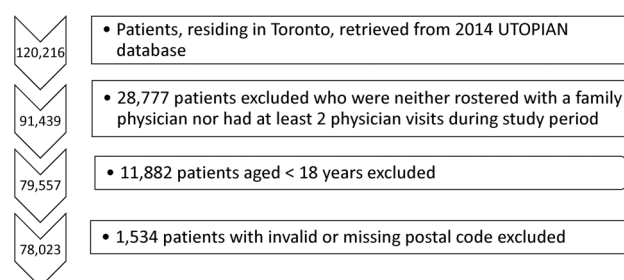 120,216
• Patients, residing in Toronto, retrieved from 2014 UTOPIAN
database
91,439
• 28,777 patients excluded who were neither rostered with a family
physician nor had at least 2 physician visits during study period
79,557
• 11,882 patients aged < 18 years excluded
78,023
• 1,534 patients with invalid or missing postal code excluded